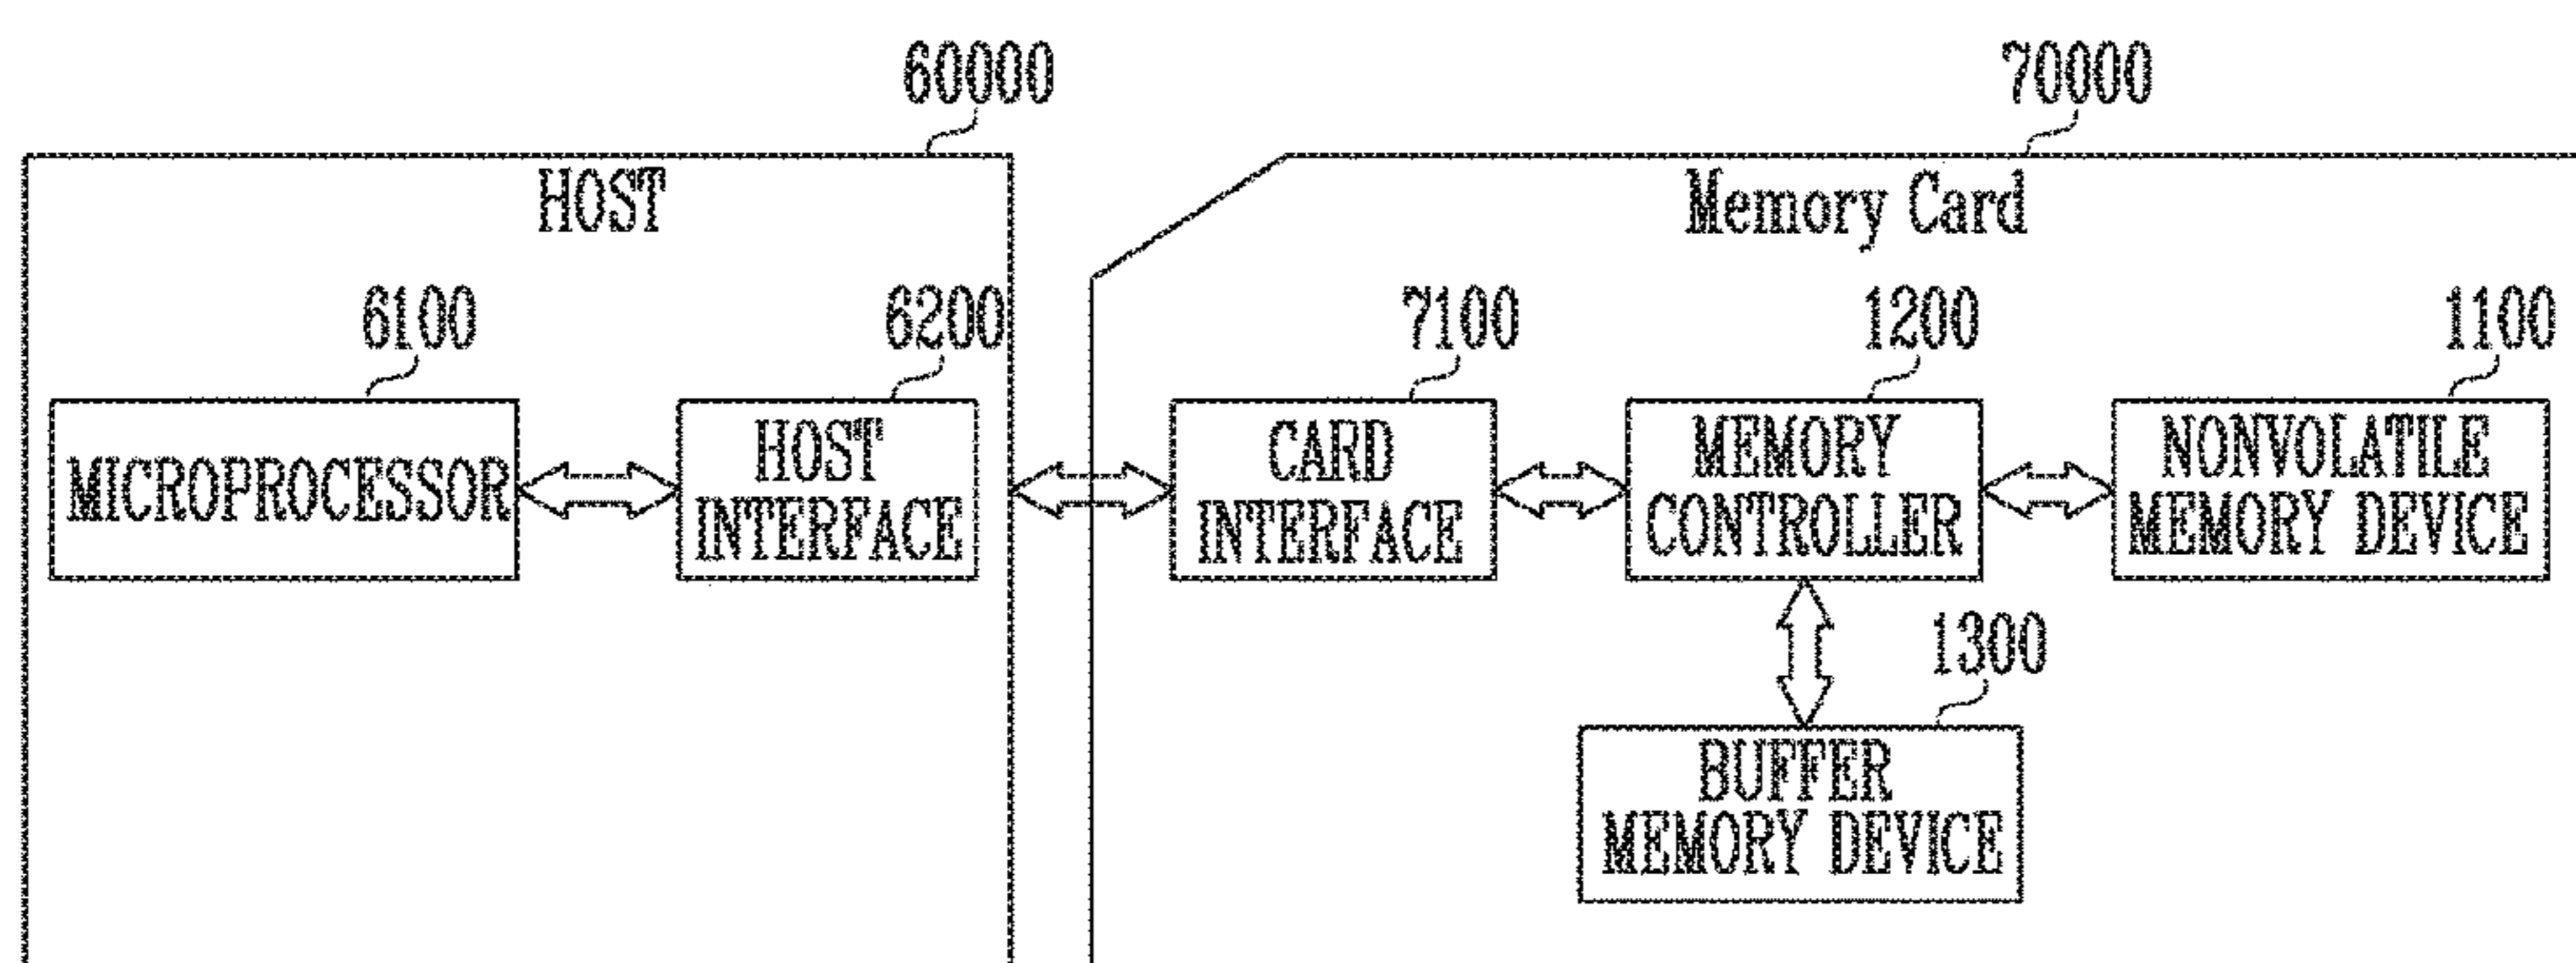 60000
70000
HOST
Memory Card
6100
6200
7100
1200
1100
MICROPROCESSOR
HOST
INTERFACE
CARD
INTERFACE
MEMORY
CONTROLLER
NONVOLATILE
MEMORY DEVICE
1300
BUFFER
MEMORY DEVICE